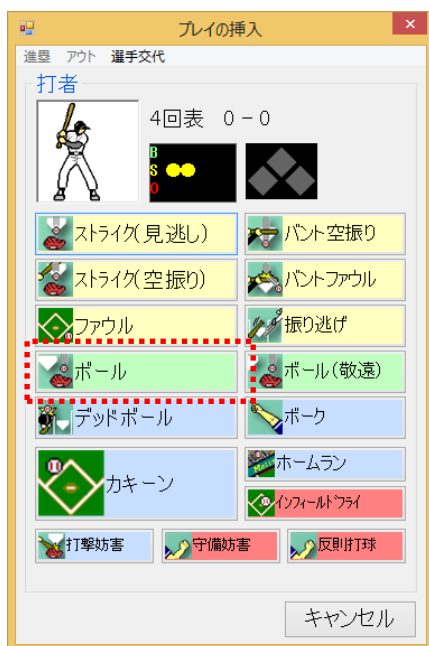 プレイの挿入
進塁 アウト 選手交代
打者
4回表 0-0
B
S
O
ストライク(見逃し) バント空振り
ストライク(空振り) バントファウル
ファウル 振り逃げ
ボール ボール(敬遠)
デッドボール ボーク
カキーン ホームラン
インフィールドフライ
打撃妨害 守備妨害 反則打球
キャンセル